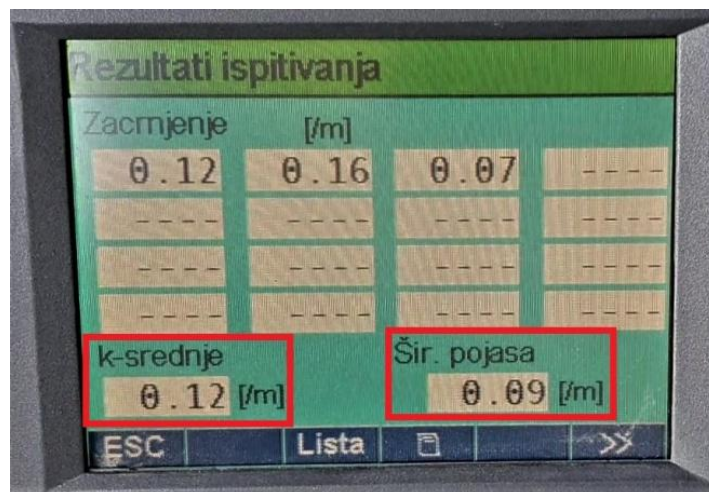 Rezultati ispitivanja
Zacrnjenje [/m]
0.12 0.16 0.07 ----
---- ---- ---- ----
---- ---- ---- ----
---- ---- ---- ----
k-srednje Šir. pojasa
0.12 [/m] 0.09 [/m]
ESC Lista >>